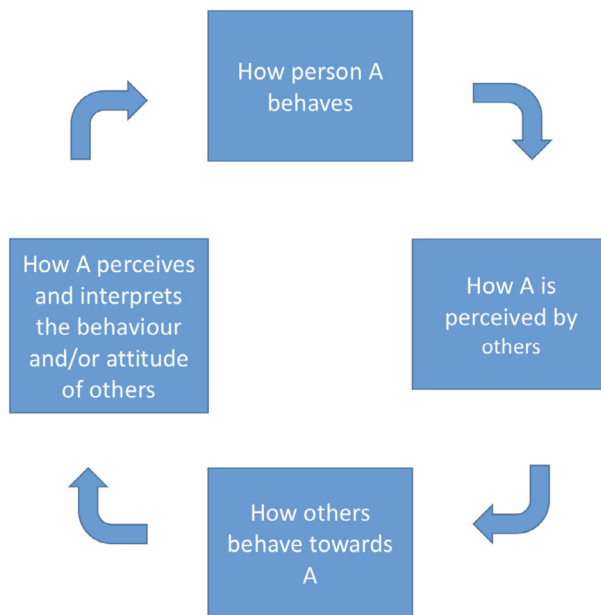 How person A
behaves
How A is
perceived by
others
How others
behave towards
A
How A perceives
and interprets
the behaviour
and/or attitude
of others